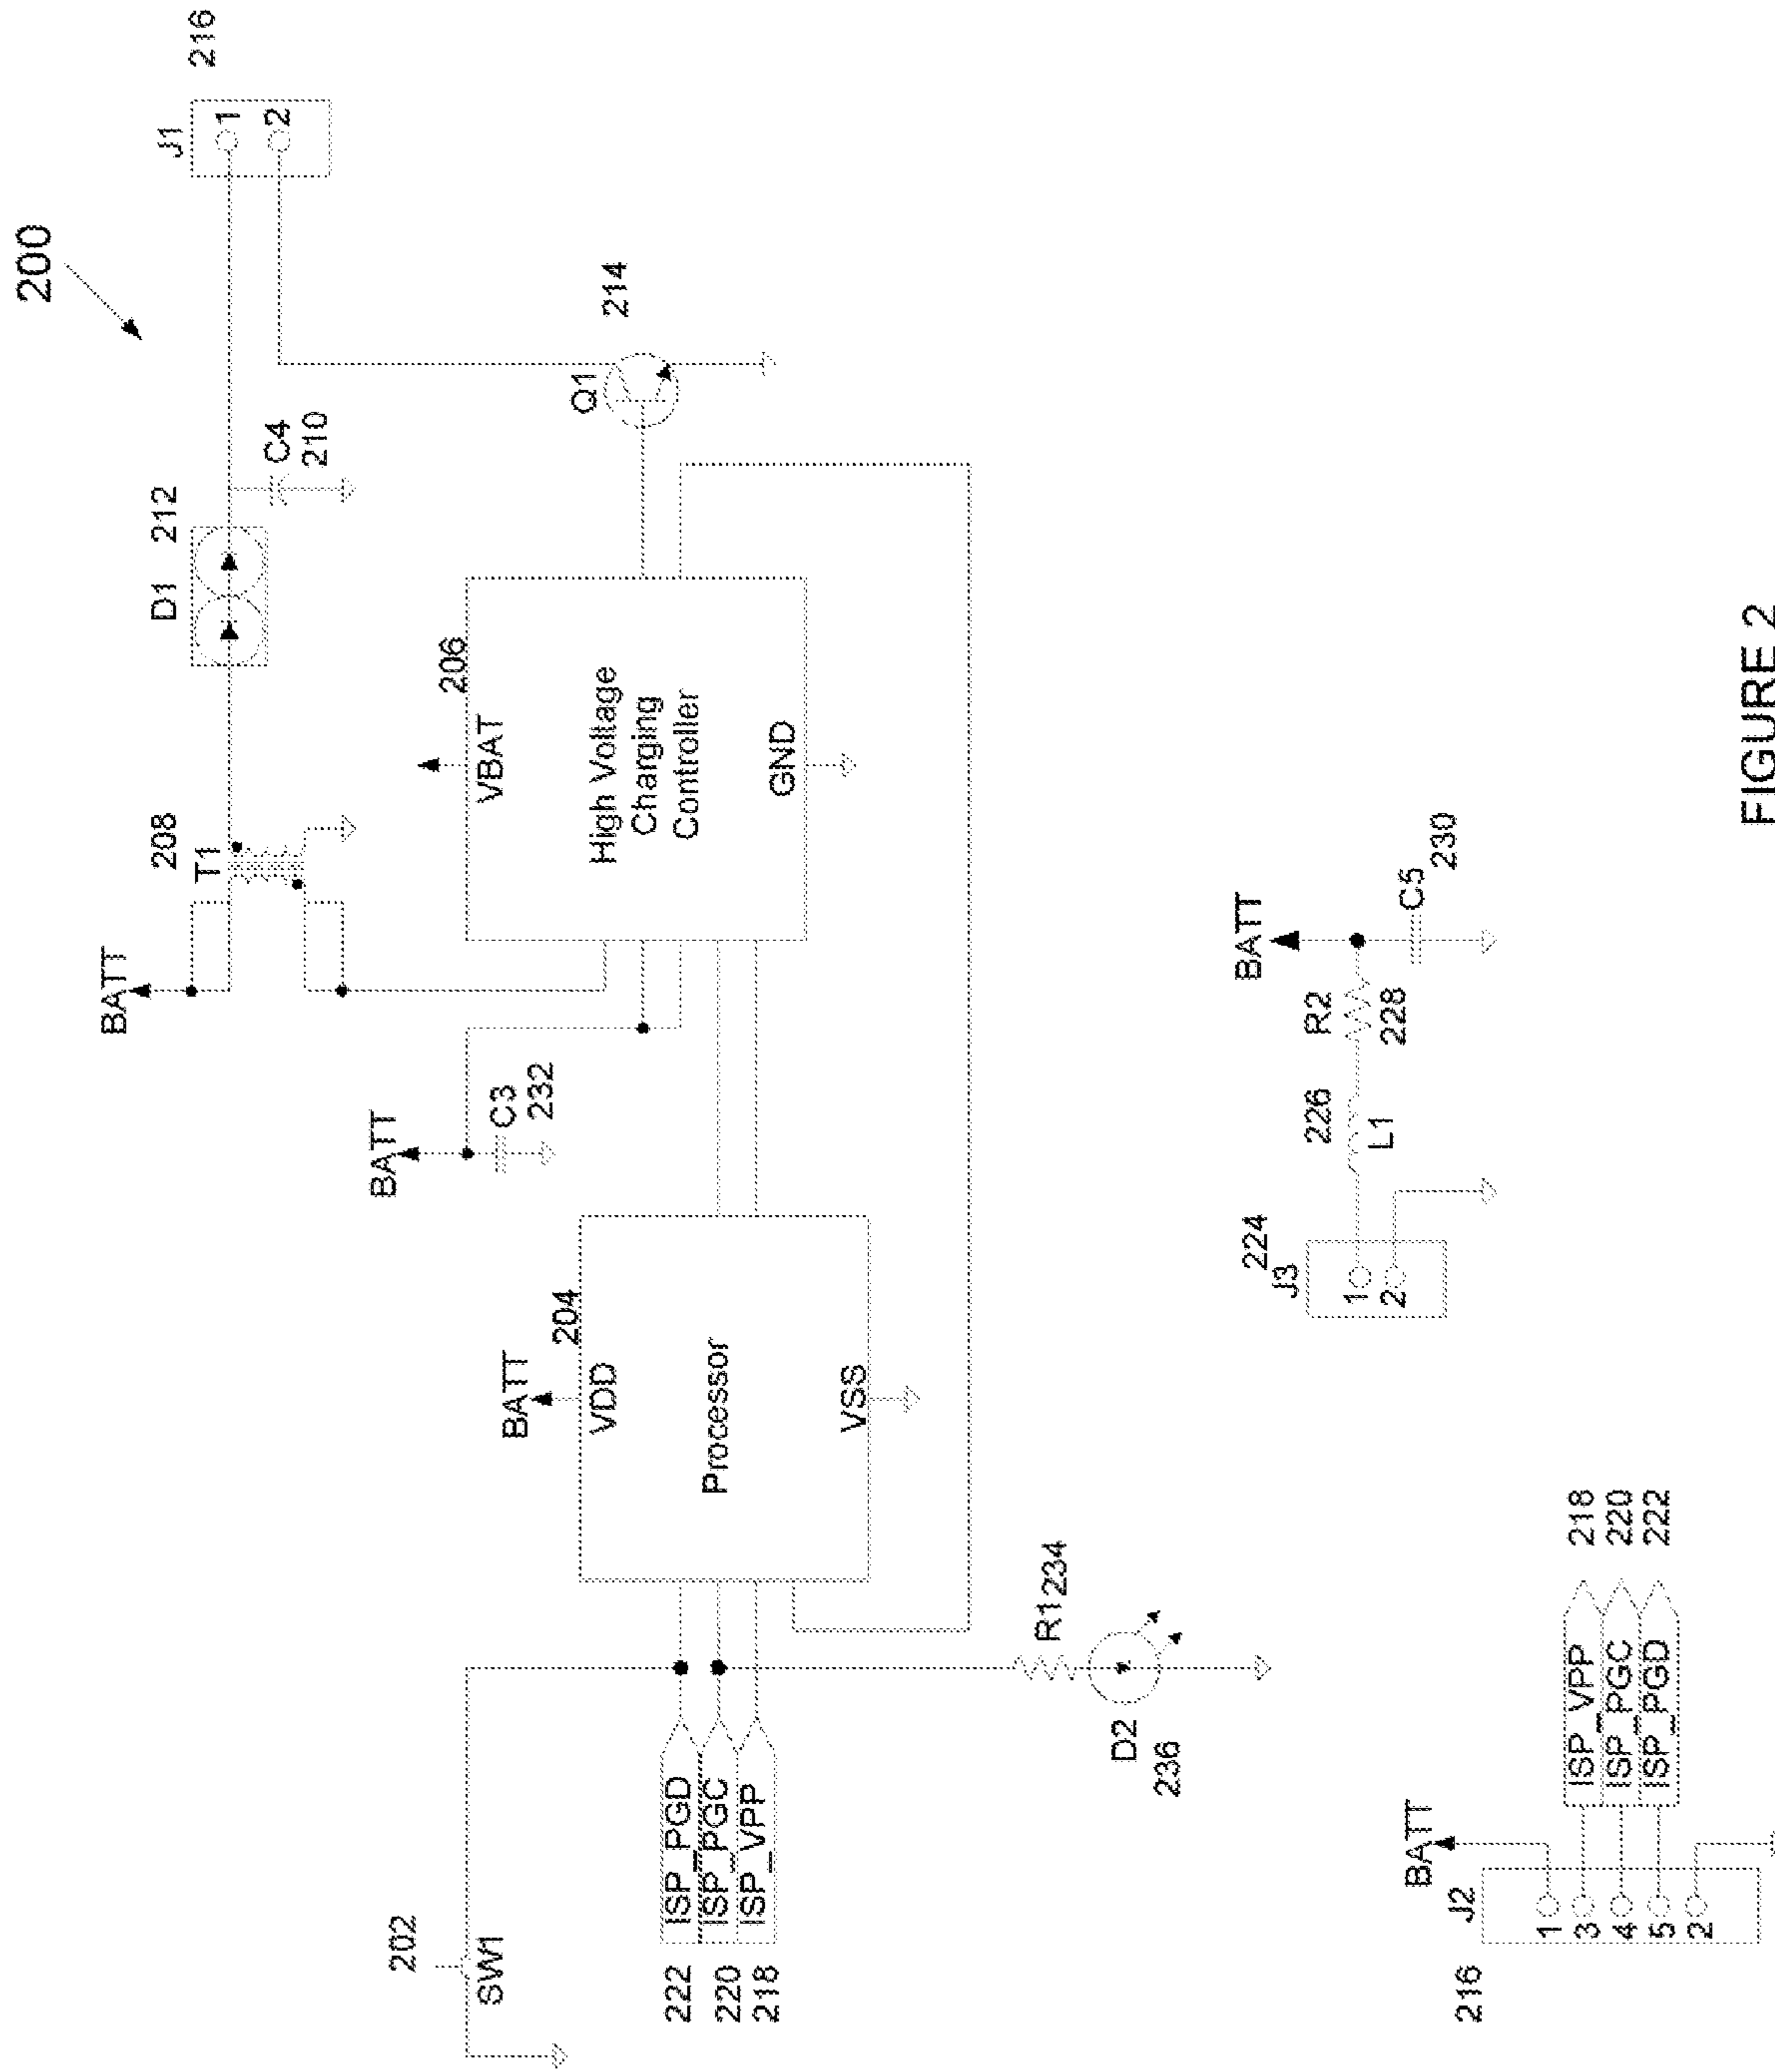 200
BATT
208
T1
D1 212
C4
210
J1
1
2
216
BATT
C3
232
VBAT
206
High Voltage
Charging
Controller
GND
Q1
214
202
SW1
BATT
204
VDD
Processor
VSS
222 ISP_PGD
220 ISP_PGC
218 ISP_VPP
R1234
D2
236
224
J3
1
2
226
L1
R2
228
BATT
C5
230
216
J2
BATT
1
3 ISP_VPP 218
4 ISP_PGC 220
5 ISP_PGD 222
2
FIGURE 2